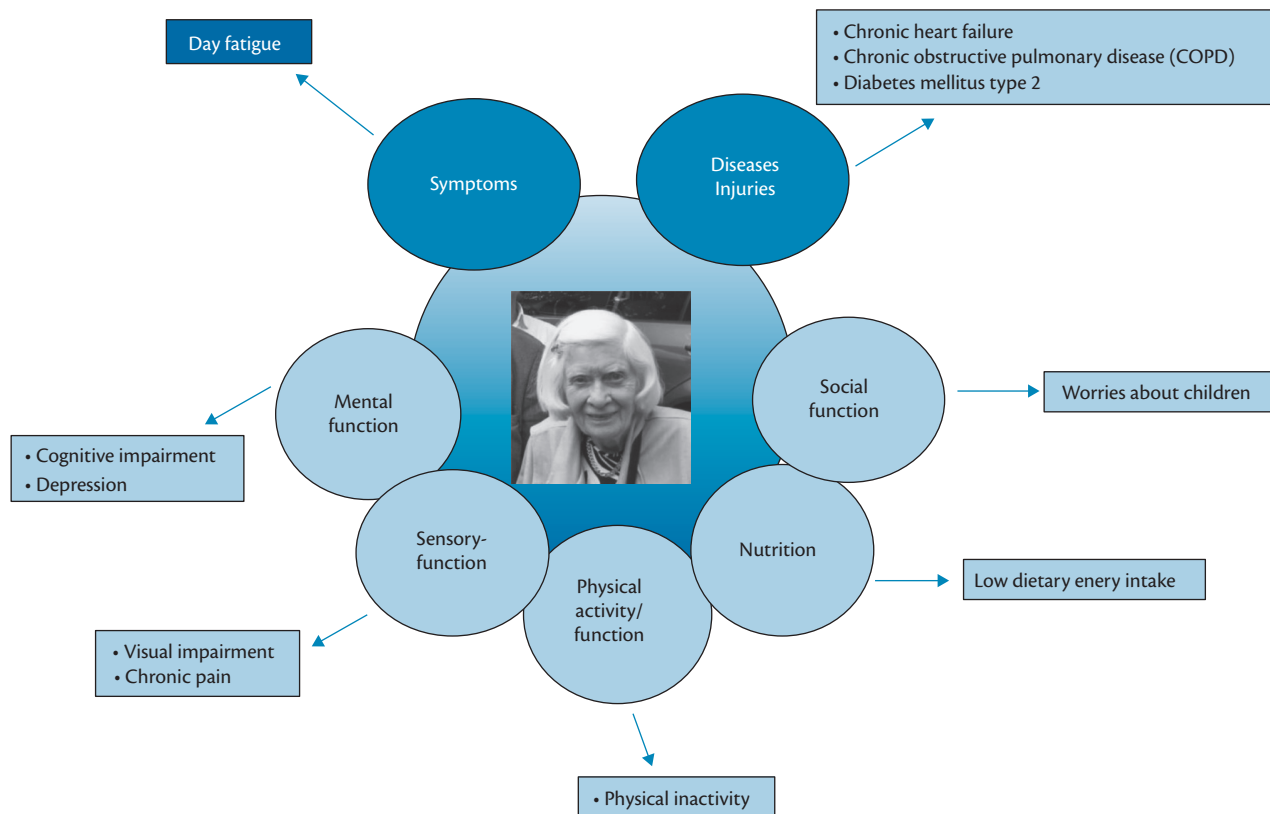 Day fatigue
• Chronic heart failure
• Chronic obstructive pulmonary disease (COPD)
• Diabetes mellitus type 2
Symptoms
Diseases
Injuries
Mental
function
Social
function
Worries about children
• Cognitive impairment
• Depression
Sensory-
function
Nutrition
Physical
activity/
function
Low dietary enery intake
• Visual impairment
• Chronic pain
• Physical inactivity